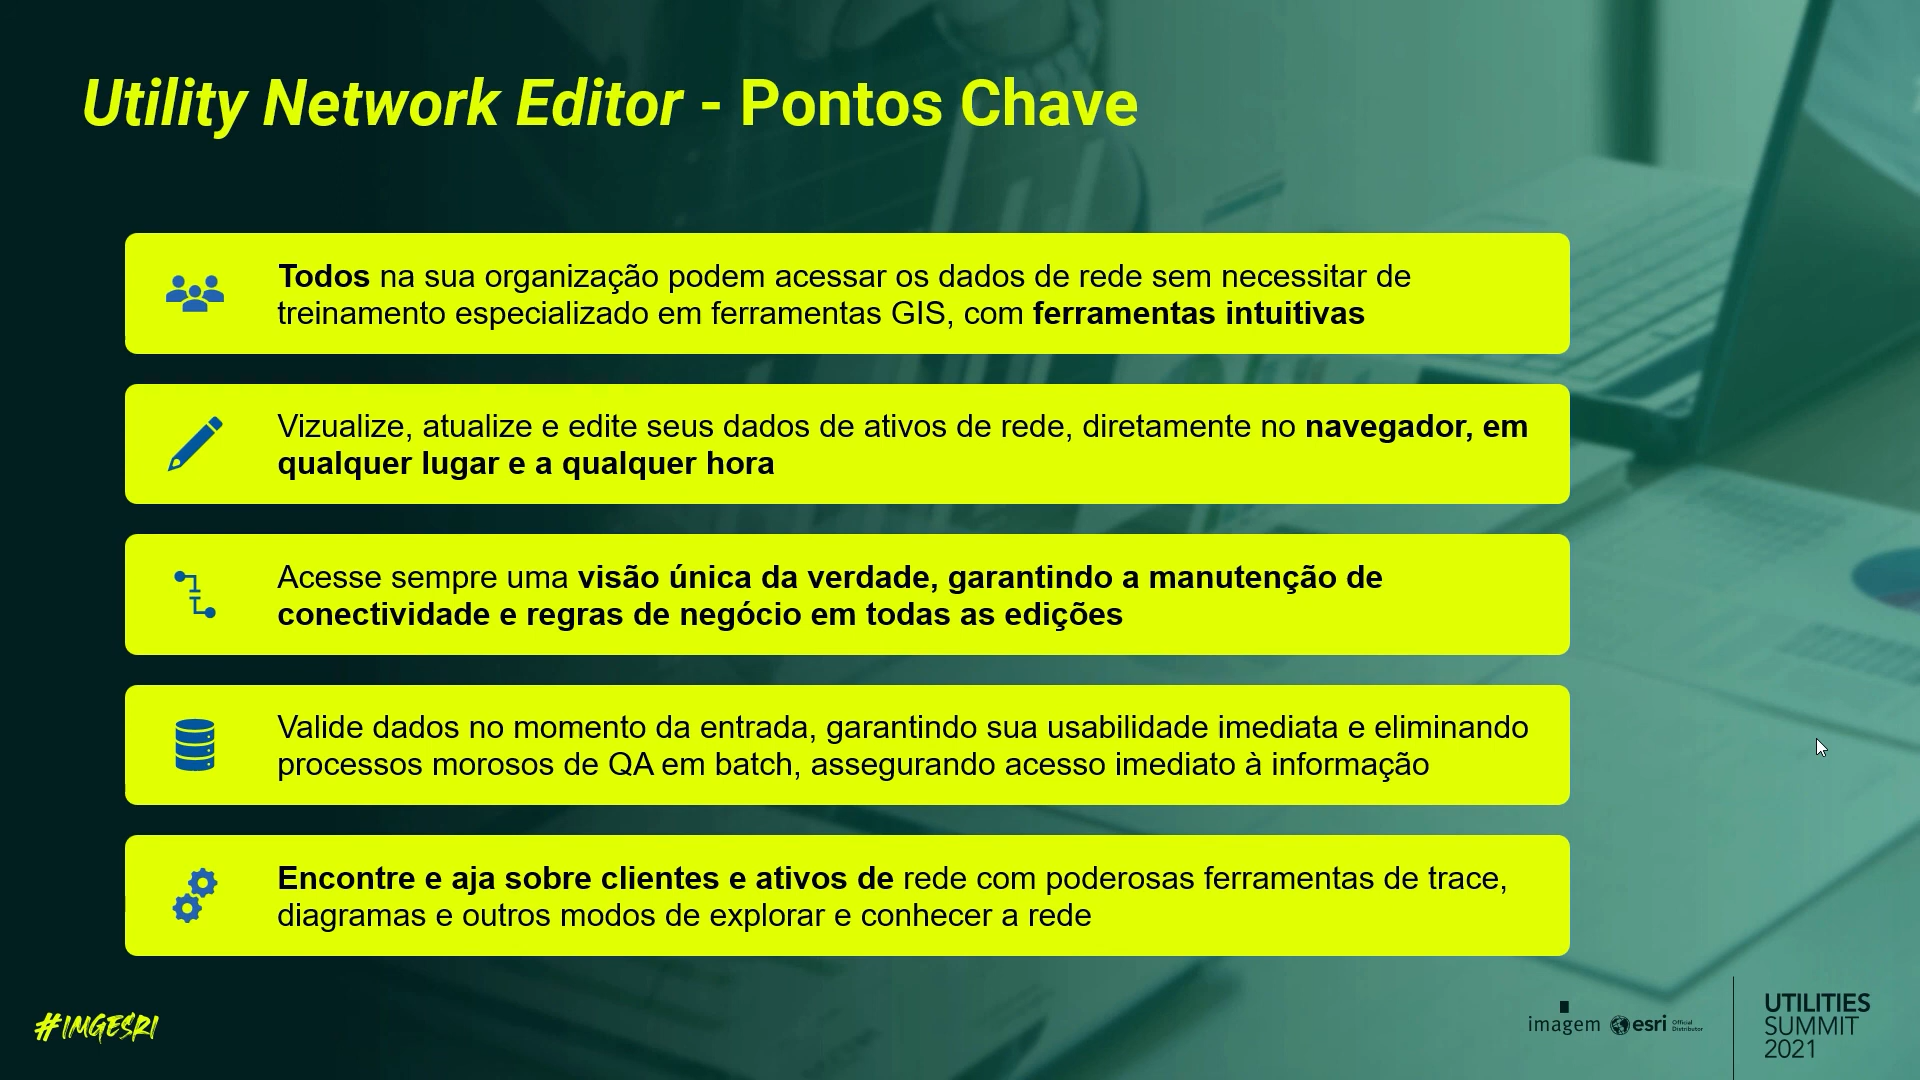 Utility Network Editor - Pontos Chave
Todos na sua organização podem acessar os dados de rede sem necessitar de
treinamento especializado em ferramentas GIS, com ferramentas intuitivas
Vizualize, atualize e edite seus dados de ativos de rede, diretamente no navegador, em
qualquer lugar e a qualquer hora
Acesse sempre uma visão única da verdade, garantindo a manutenção de
conectividade e regras de negócio em todas as edições
Valide dados no momento da entrada, garantindo sua usabilidade imediata e eliminando
processos morosos de QA em batch, assegurando acesso imediato à informação
Encontre e aja sobre clientes e ativos de rede com poderosas ferramentas de trace,
diagramas e outros modos de explorar e conhecer a rede
#IMGESRI
imagem esri Official
Distributor
UTILITIES
SUMMIT
2021